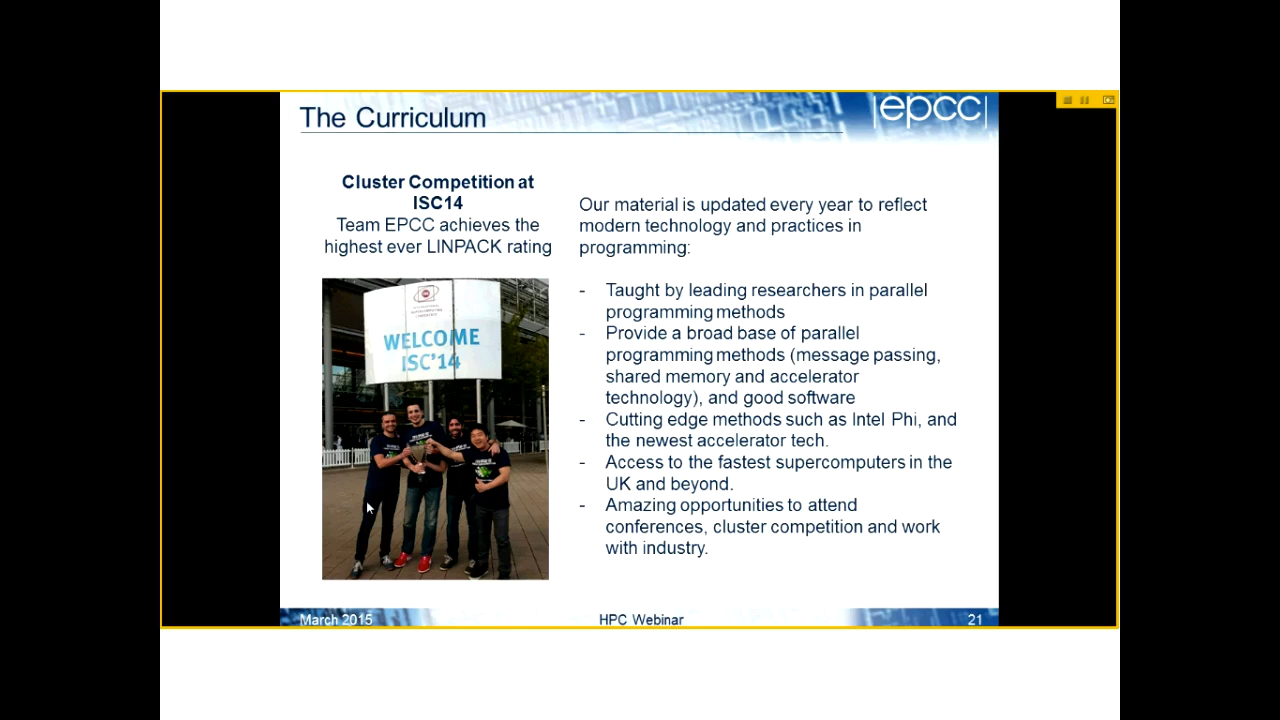 The Curriculum
|epcc|
Cluster Competition at
ISC14
Team EPCC achieves the
highest ever LINPACK rating
WELCOME
ISC'14
Our material is updated every year to reflect
modern technology and practices in
programming:
- Taught by leading researchers in parallel
programming methods
- Provide a broad base of parallel
programming methods (message passing,
shared memory and accelerator
technology), and good software
- Cutting edge methods such as Intel Phi, and
the newest accelerator tech.
- Access to the fastest supercomputers in the
UK and beyond.
- Amazing opportunities to attend
conferences, cluster competition and work
with industry.
March 2015
HPC Webinar
21